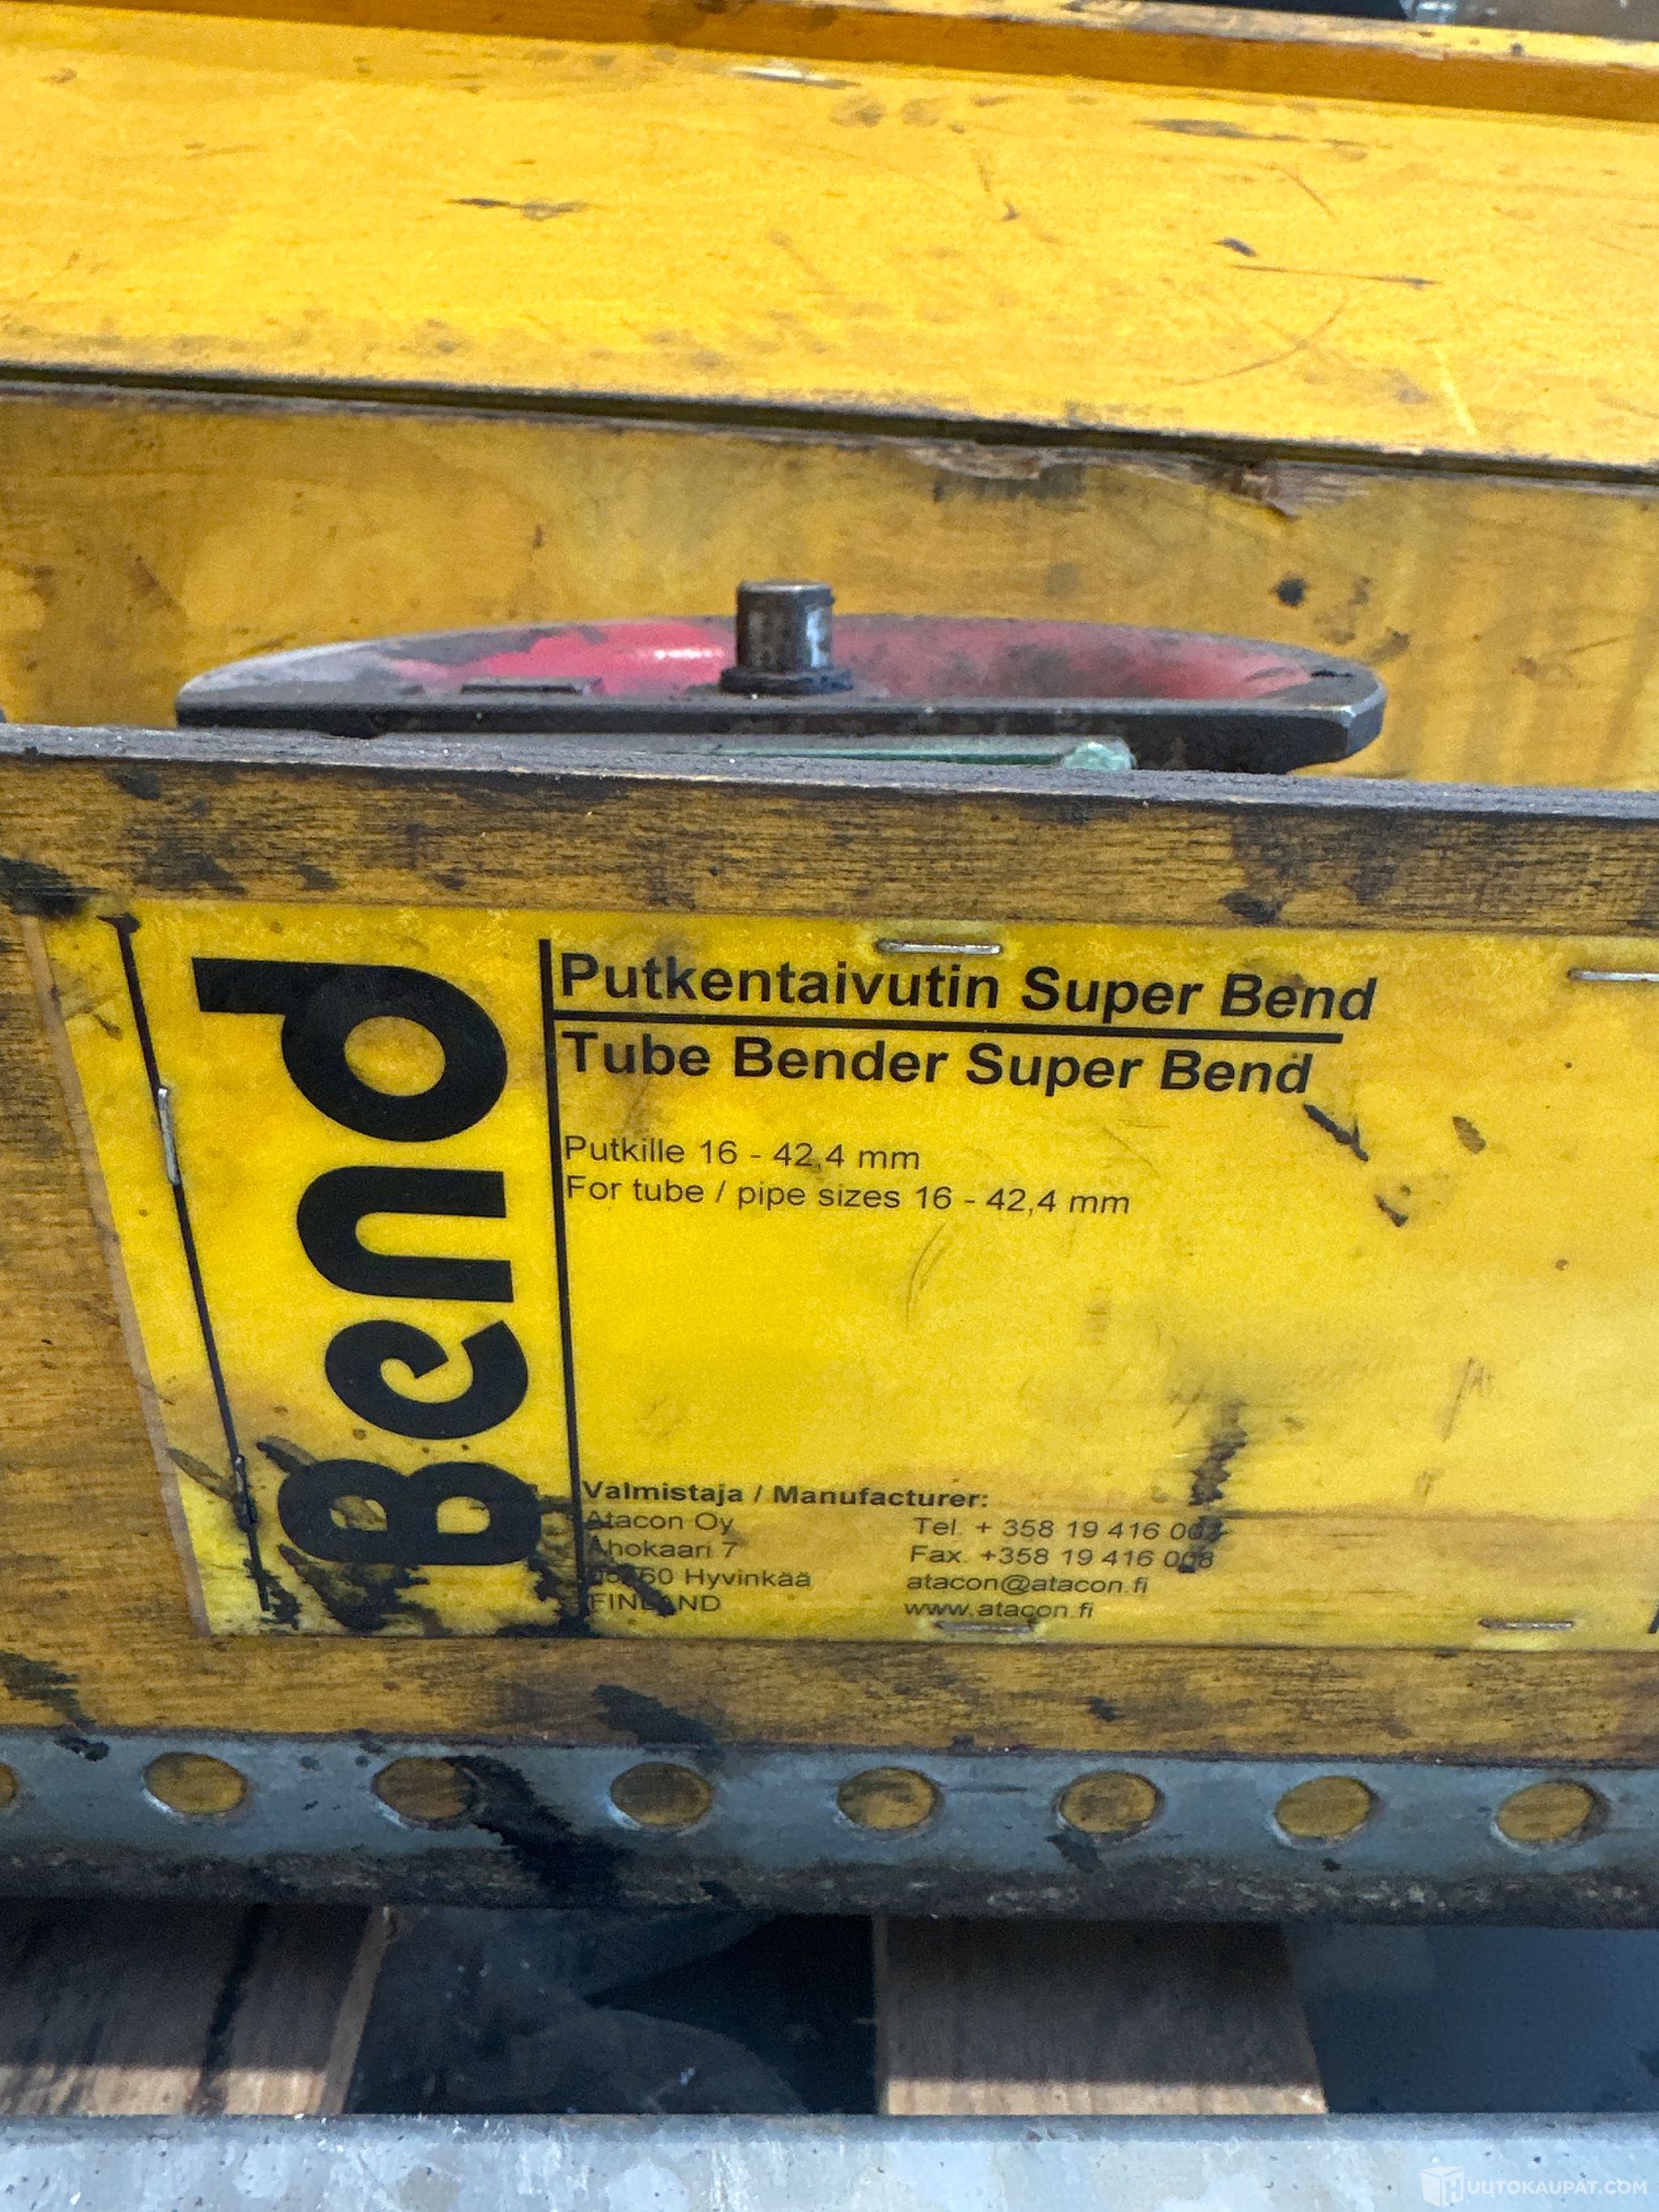 Bend
Putkentaivutin Super Bend
Tube Bender Super Bend
Putkille 16 - 42,4 mm
For tube / pipe sizes 16 - 42,4 mm
Valmistaja / Manufacturer:
Atacon Oy
Ahokaari 7
Hyvinkää
FINLAND
Tel. + 358 19 416
Fax. +358 19 416 008
atacon@atacon.fi
www.atacon.fi
HUUTOKAUPAT.COM